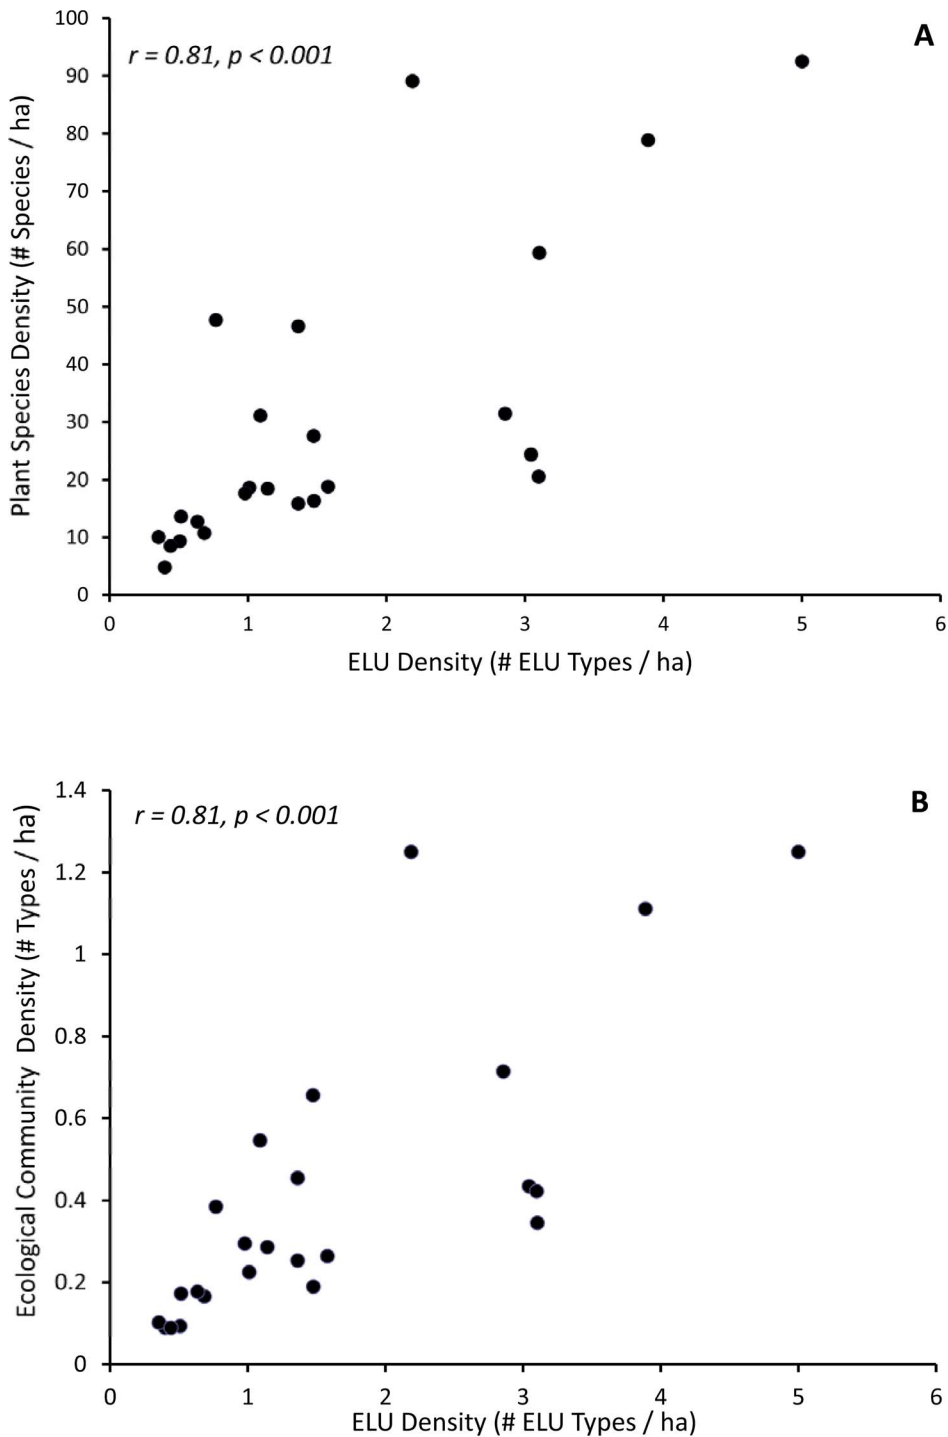 A
r = 0.81, p < 0.001
Plant Species Density (# Species / ha)
100
90
80
70
60
50
40
30
20
10
0
0 1 2 3 4 5 6
ELU Density (# ELU Types / ha)
B
r = 0.81, p < 0.001
Ecological Community Density (# Types / ha)
1.4
1.2
1
0.8
0.6
0.4
0.2
0
0 1 2 3 4 5 6
ELU Density (# ELU Types / ha)